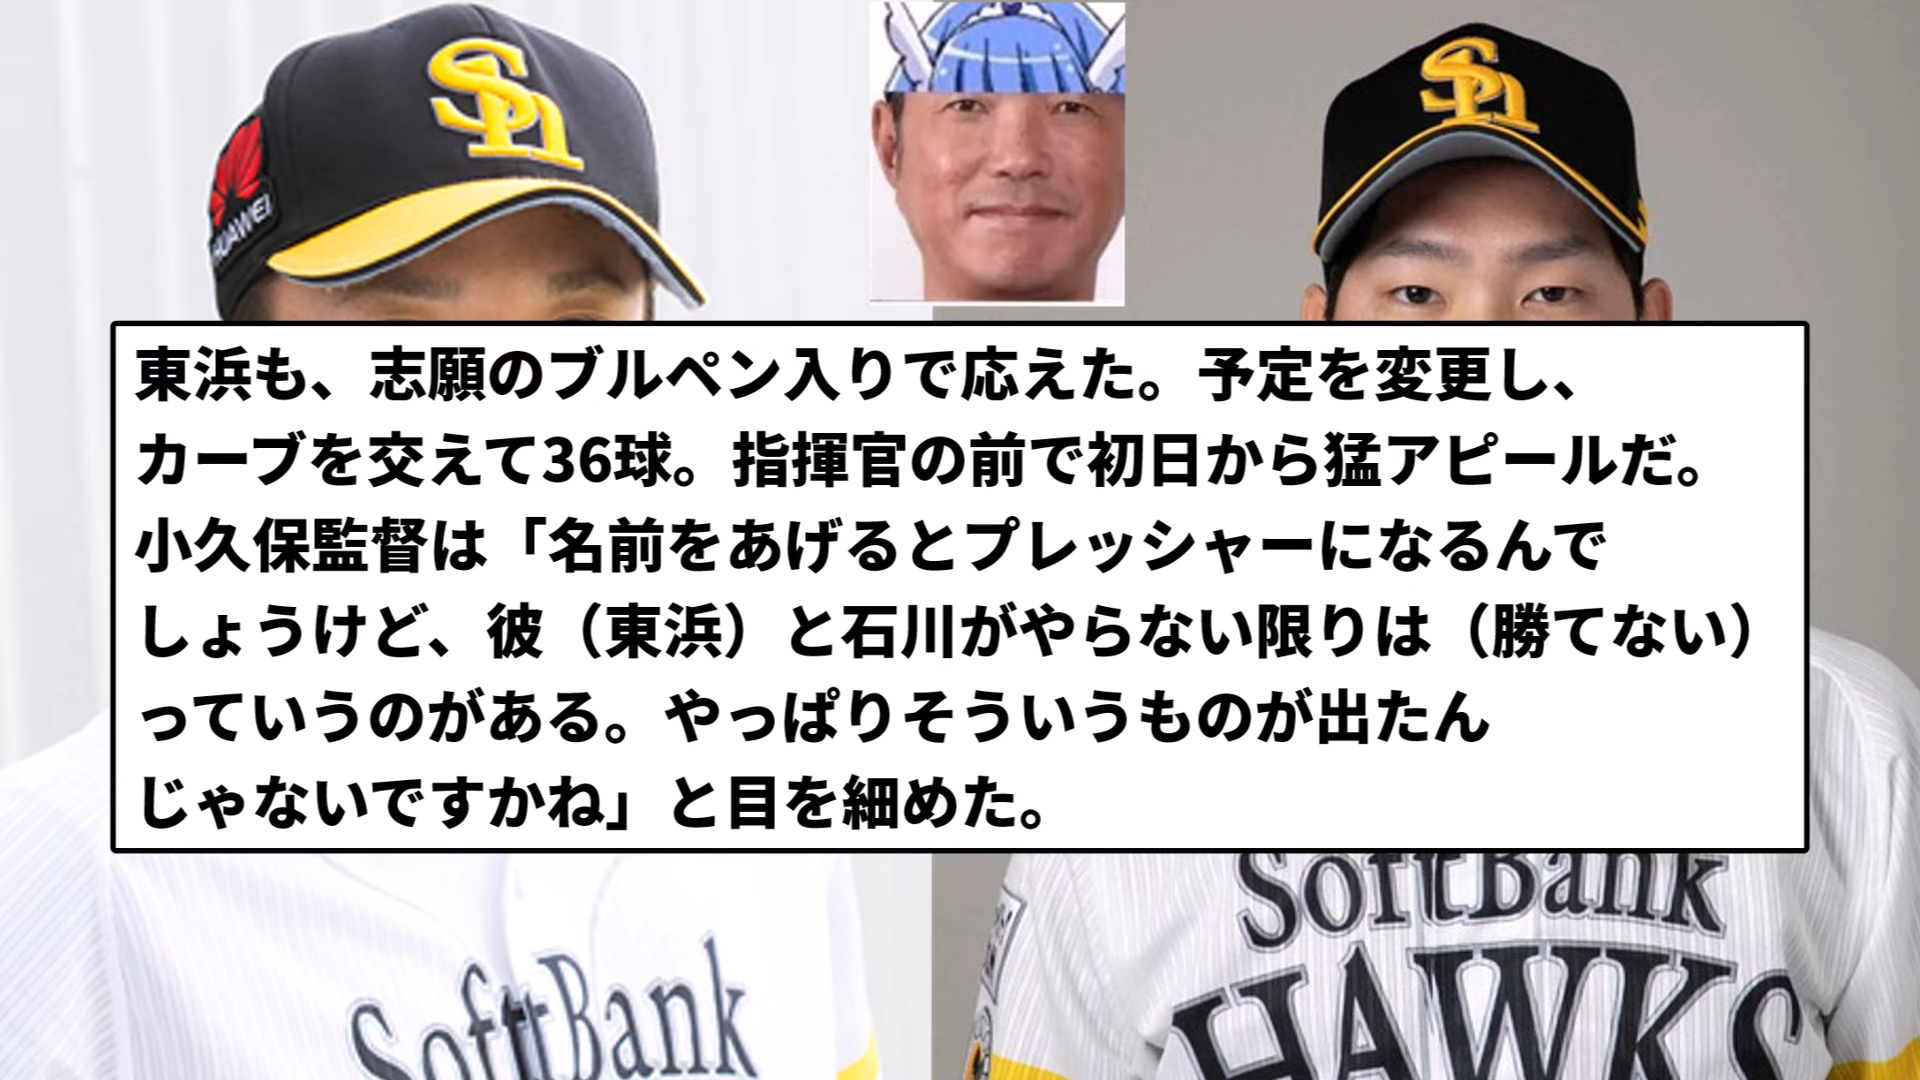 Sh
HUAWEI
Sh
東浜も、志願のブルペン入りで応えた。予定を変更し、
カーブを交えて36球。指揮官の前で初日から猛アピールだ。
小久保監督は「名前をあげるとプレッシャーになるんで
しょうけど、彼（東浜）と石川がやらない限りは（勝てない）
っていうのがある。やっぱりそういうものが出たん
じゃないですかね」と目を細めた。
SoftBank
SoftBank
HAWKS